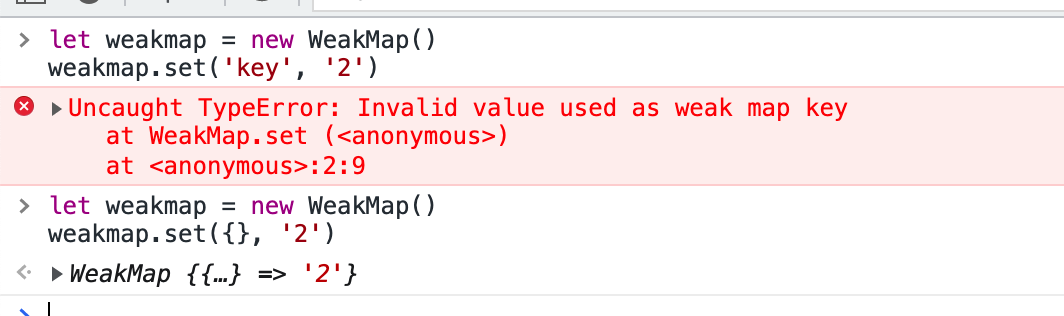 > let weakmap = new WeakMap()
weakmap.set('key', '2')
▶Uncaught TypeError: Invalid value used as weak map key
at WeakMap.set (<anonymous>)
at <anonymous>:2:9
> let weakmap = new WeakMap()
weakmap.set({}, '2')
▶WeakMap {{…} => '2'}